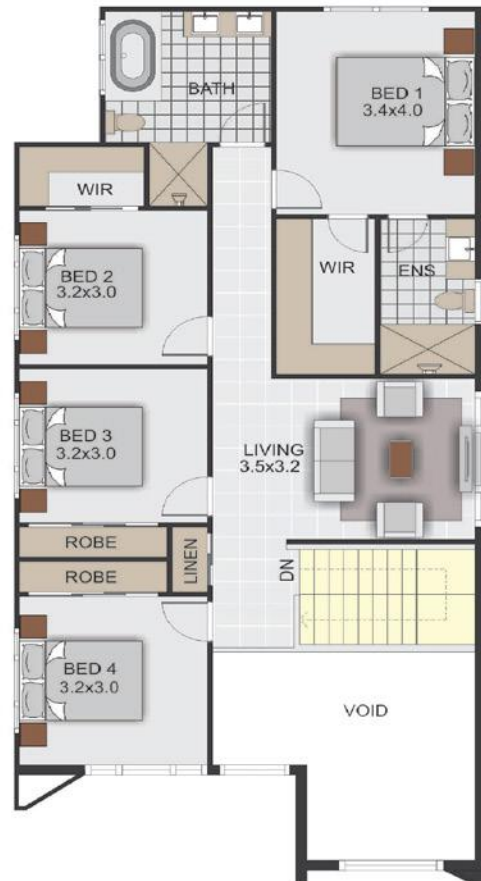 BATH
BED 1
3.4x4.0
WIR
BED 2
3.2x3.0
WIR
ENS
BED 3
3.2x3.0
LIVING
3.5x3.2
ROBE
ROBE
LINEN
DN
BED 4
3.2x3.0
VOID